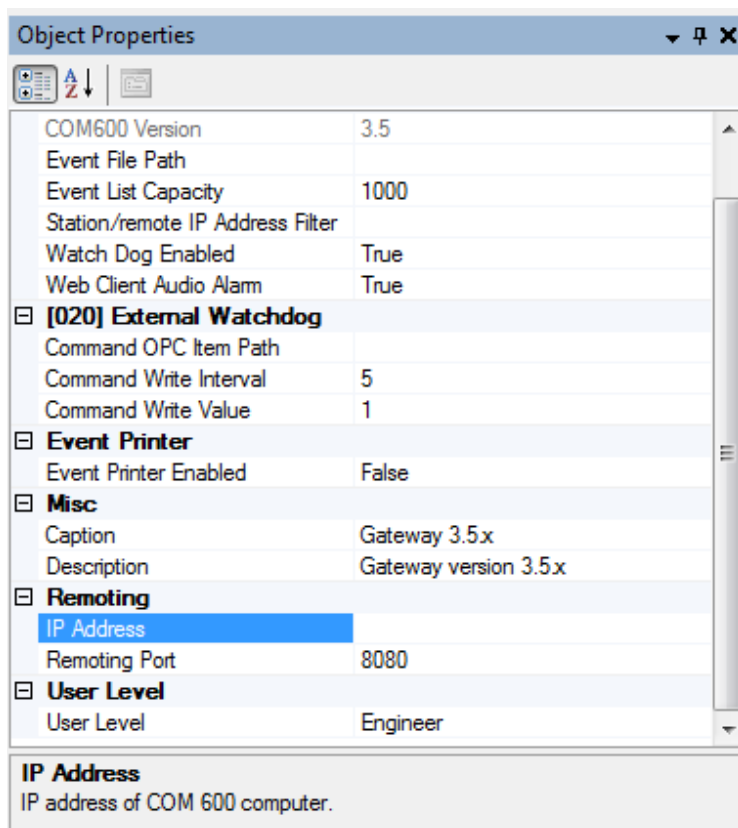 Object Properties
COM600 Version 3.5
Event File Path
Event List Capacity 1000
Station/remote IP Address Filter
Watch Dog Enabled True
Web Client Audio Alarm True
[020] External Watchdog
Command OPC Item Path
Command Write Interval 5
Command Write Value 1
Event Printer
Event Printer Enabled False
Misc
Caption Gateway 3.5.x
Description Gateway version 3.5.x
Remoting
IP Address
Remoting Port 8080
User Level
User Level Engineer
IP Address
IP address of COM 600 computer.